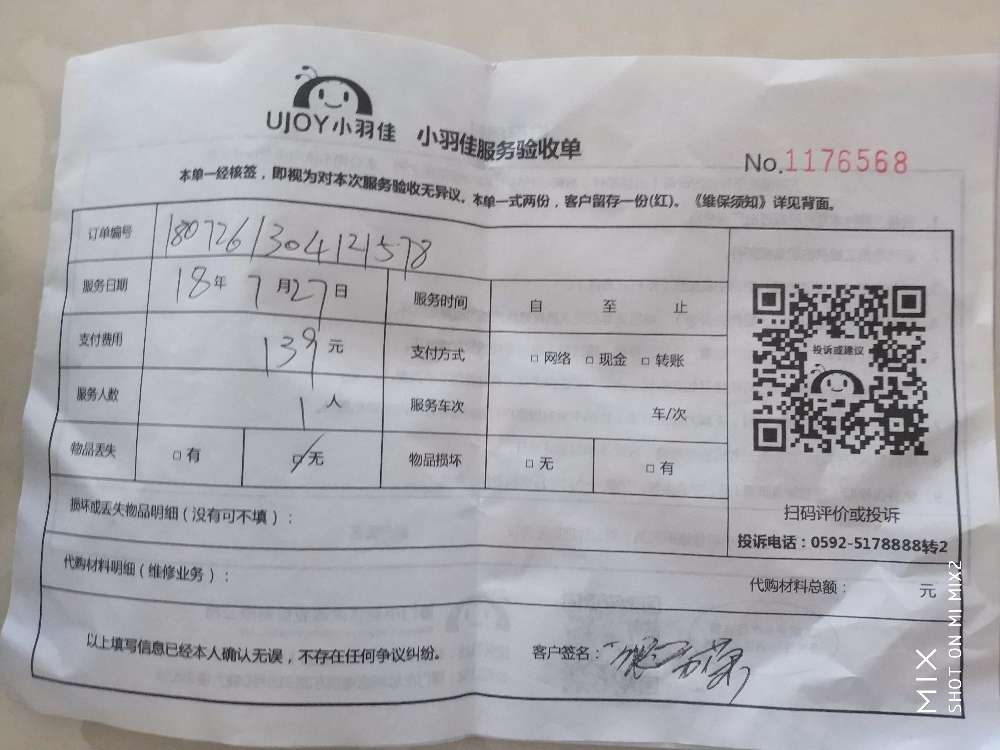 UJOY小羽佳 小羽佳服务验收单
No.1176568
本单一经核签，即视为对本次服务验收无异议。本单一式两份，客户留存一份(红)。《维保须知》详见背面。
订单编号 1807261304121578
服务日期 18年 7月27日 服务时间 自 至 止
支付费用 139元 支付方式 □ 网络 □ 现金 □ 转账
服务人数 1人 服务车次 车/次
物品丢失 □ 有 □ 无 物品损坏 □ 无 □ 有
投诉或建议
扫码评价或投诉
投诉电话：0592-5178888转2
损坏或丢失物品明细（没有可不填）：
代购材料明细（维修业务）： 代购材料总额： 元
以上填写信息已经本人确认无误，不存在任何争议纠纷。 客户签名：
MIX
SHOT ON MI MIX2